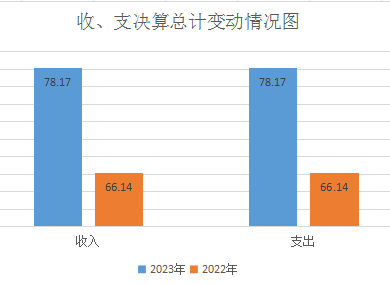 收、支决算总计变动情况图
78.17
78.17
66.14
66.14
收入
支出
2023年
2022年